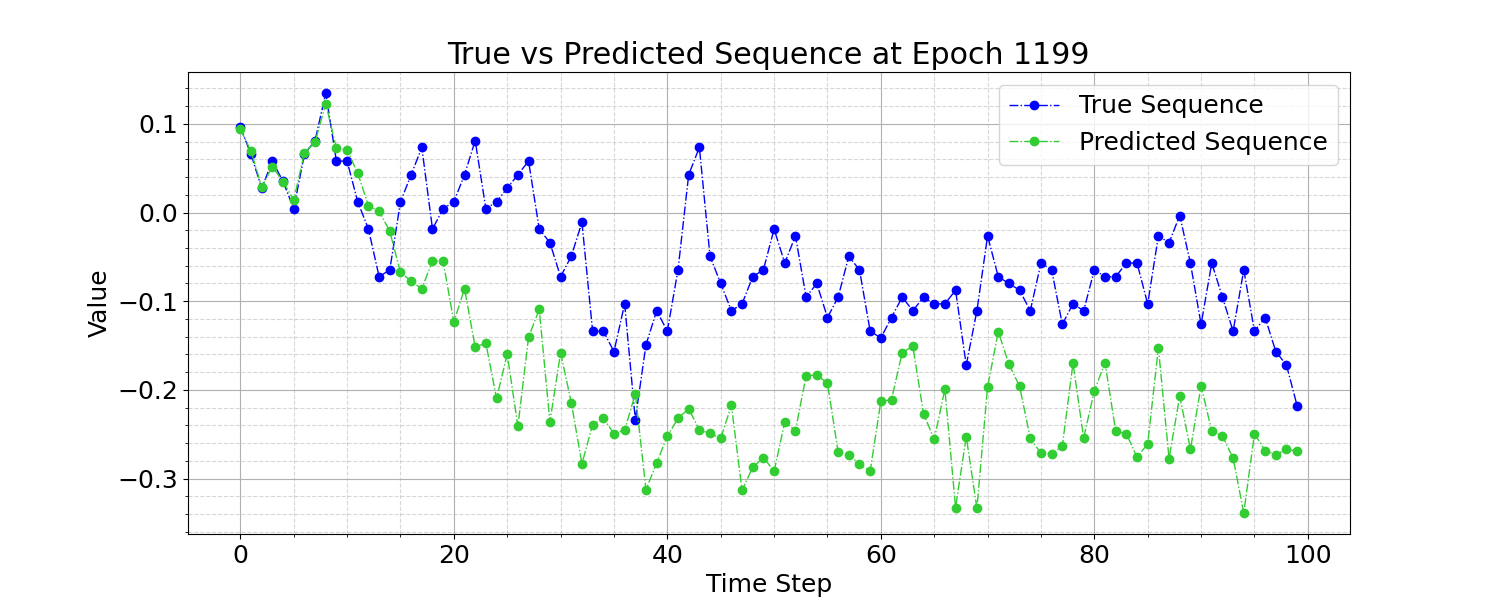 True vs Predicted Sequence at Epoch 1199
True Sequence
Predicted Sequence
Value
0.1
0.0
−0.1
−0.2
−0.3
0 20 40 60 80 100
Time Step